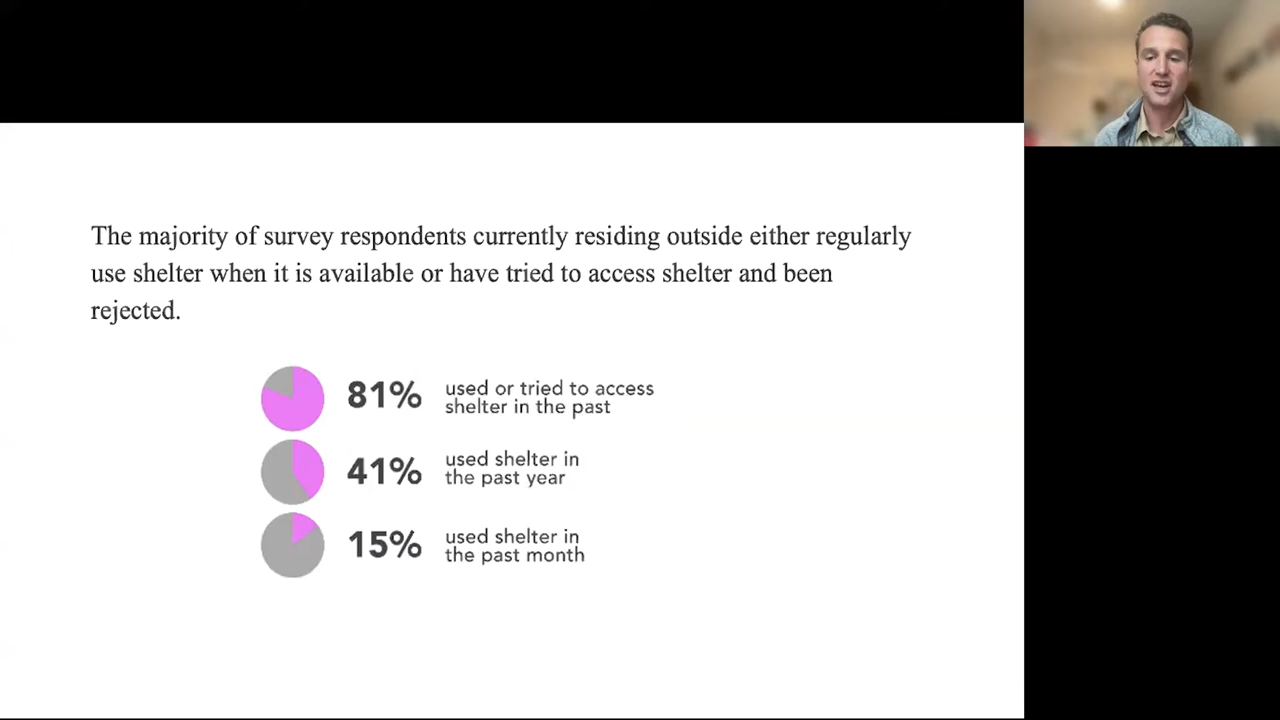 The majority of survey respondents currently residing outside either regularly
use shelter when it is available or have tried to access shelter and been
rejected.
81% used or tried to access
shelter in the past
41% used shelter in
the past year
15% used shelter in
the past month